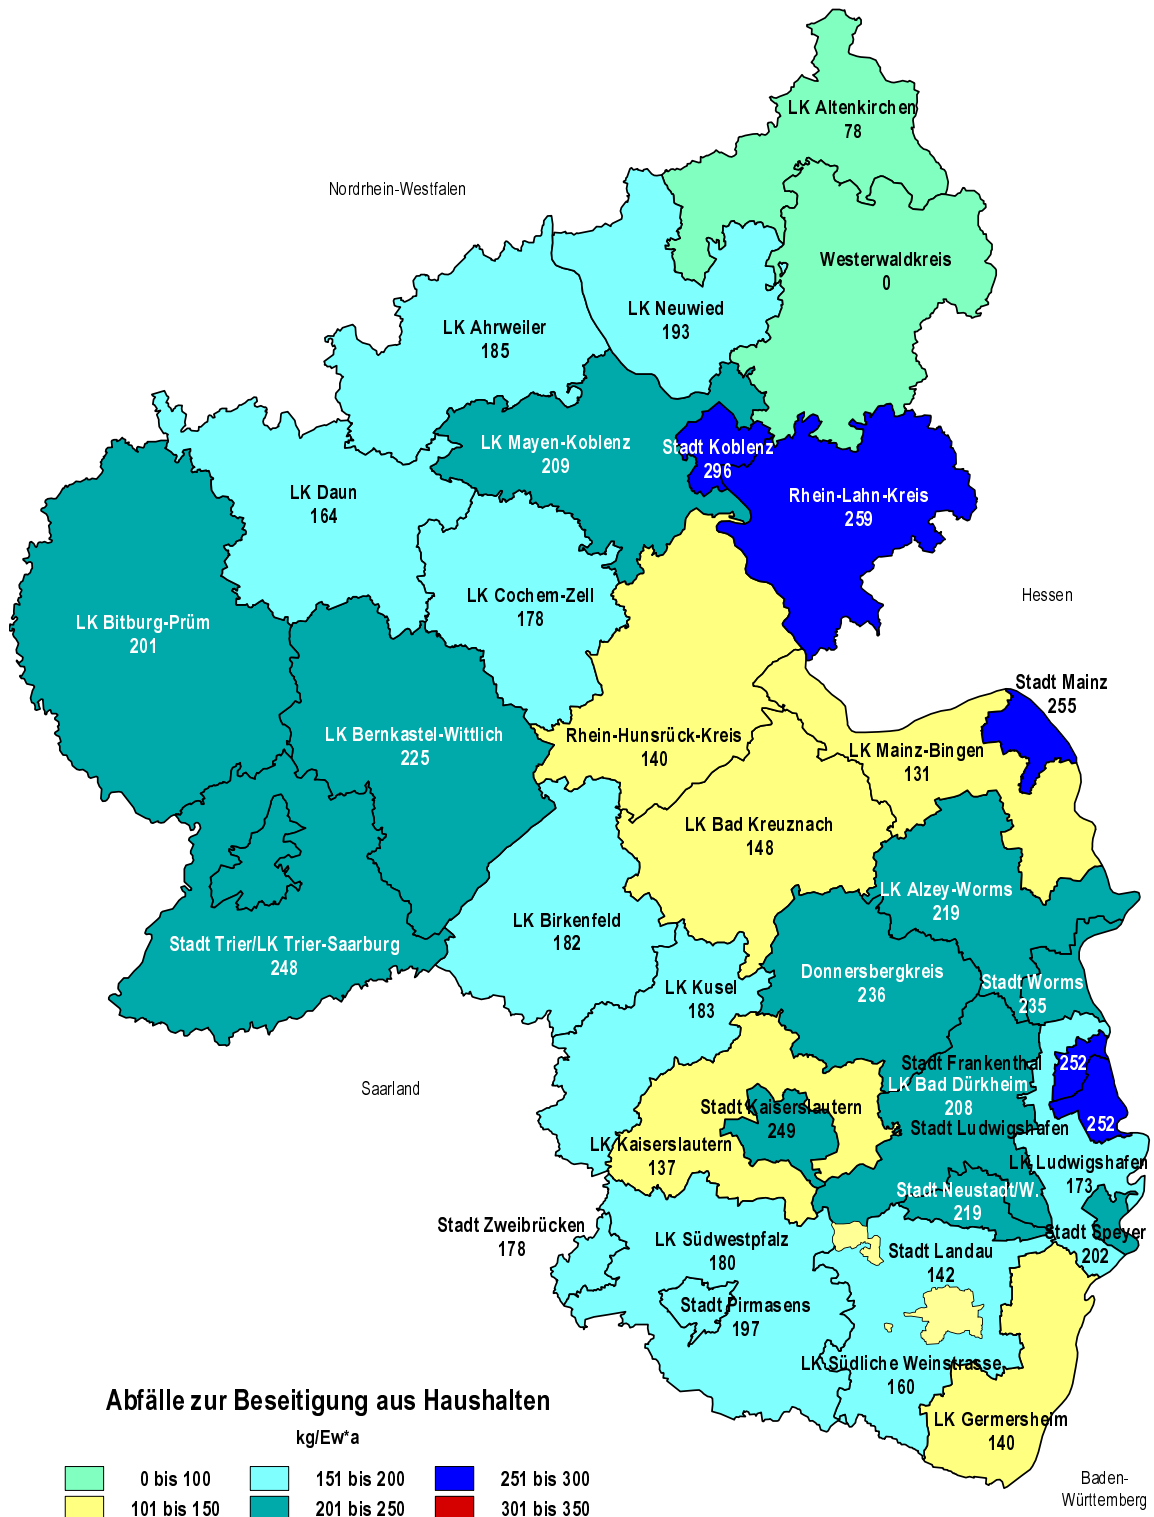 LK Altenkirchen
78
Nordrhein-Westfalen
Westerwaldkreis
0
LK Neuwied
193
LK Ahrweiler
185
LK Mayen-Koblenz
209
Stadt Koblenz
296
LK Daun
164
Rhein-Lahn-Kreis
259
LK Cochem-Zell
178
Hessen
LK Bitburg-Prüm
201
Stadt Mainz
255
LK Bernkastel-Wittlich
225
Rhein-Hunsrück-Kreis
140
LK Mainz-Bingen
131
LK Bad Kreuznach
148
LK Alzey-Worms
219
LK Birkenfeld
182
Stadt Trier/LK Trier-Saarburg
248
Donnersbergkreis
236
Stadt Worms
235
LK Kusel
183
Stadt Frankenthal
252
Saarland
LK Bad Dürkheim
208
Stadt Kaiserslautern
249
Stadt Ludwigshafen
252
LK Kaiserslautern
137
LK Ludwigshafen
173
Stadt Neustadt/W.
219
Stadt Zweibrücken
178
Stadt Speyer
202
LK Südwestpfalz
180
Stadt Landau
142
Stadt Pirmasens
197
LK Südliche Weinstrasse
160
LK Germersheim
140
Abfälle zur Beseitigung aus Haushalten
kg/Ew*a
0 bis 100
151 bis 200
251 bis 300
101 bis 150
201 bis 250
301 bis 350
Baden-
Württemberg